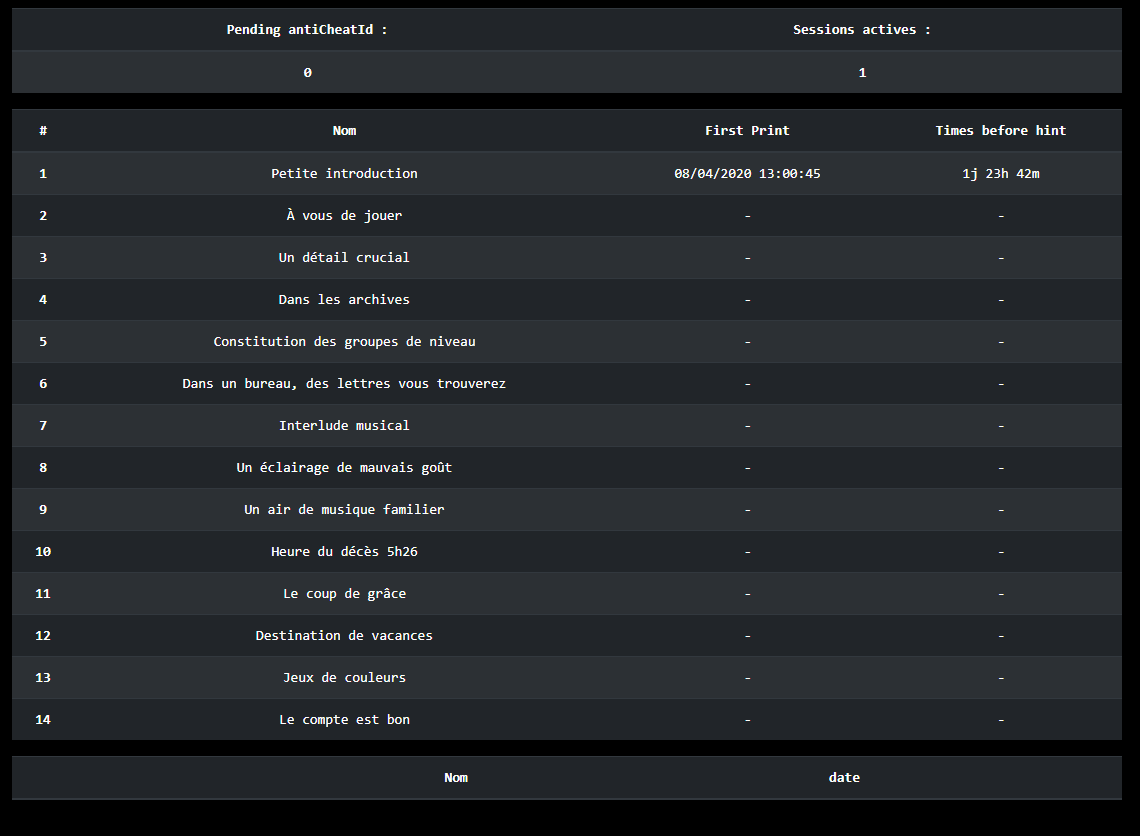 Pending antiCheatId : Sessions actives :
0 1
# Nom First Print Times before hint
1 Petite introduction 08/04/2020 13:00:45 1j 23h 42m
2 À vous de jouer - -
3 Un détail crucial - -
4 Dans les archives - -
5 Constitution des groupes de niveau - -
6 Dans un bureau, des lettres vous trouverez - -
7 Interlude musical - -
8 Un éclairage de mauvais goût - -
9 Un air de musique familier - -
10 Heure du décès 5h26 - -
11 Le coup de grâce - -
12 Destination de vacances - -
13 Jeux de couleurs - -
14 Le compte est bon - -
Nom date